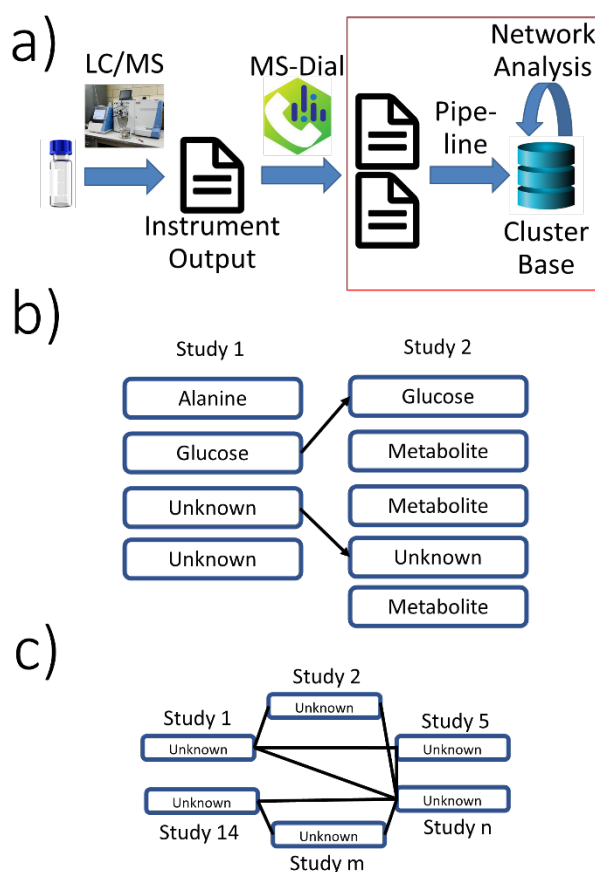 a)
LC/MS
MS-Dial
Network
Analysis
Pipe-
line
Instrument
Output
Cluster
Base
b)
Study 1
Study 2
Alanine
Glucose
Glucose
Metabolite
Unknown
Metabolite
Unknown
Unknown
Metabolite
c)
Study 2
Unknown
Study 1
Study 5
Unknown
Unknown
Unknown
Unknown
Study 14
Unknown
Study n
Study m